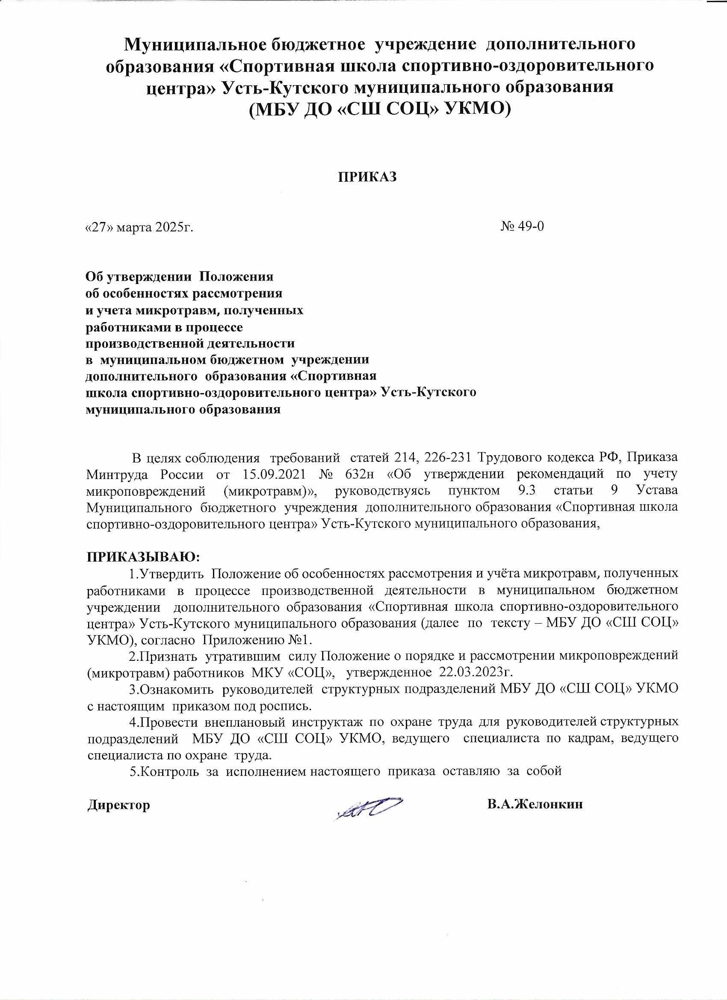 Муниципальное бюджетное учреждение дополнительного
образования «Спортивная школа спортивно-оздоровительного
центра» Усть-Кутского муниципального образования
(МБУ ДО «СШ СОЦ» УКМО)
ПРИКАЗ
«27» марта 2025г. № 49-0
Об утверждении Положения
об особенностях рассмотрения
и учета микротравм, полученных
работниками в процессе
производственной деятельности
в муниципальном бюджетном учреждении
дополнительного образования «Спортивная
школа спортивно-оздоровительного центра» Усть-Кутского
муниципального образования
В целях соблюдения требований статей 214, 226-231 Трудового кодекса РФ, Приказа
Минтруда России от 15.09.2021 № 632н «Об утверждении рекомендаций по учету
микроповреждений (микротравм)», руководствуясь пунктом 9.3 статьи 9 Устава
Муниципального бюджетного учреждения дополнительного образования «Спортивная школа
спортивно-оздоровительного центра» Усть-Кутского муниципального образования,
ПРИКАЗЫВАЮ:
1.Утвердить Положение об особенностях рассмотрения и учёта микротравм, полученных
работниками в процессе производственной деятельности в муниципальном бюджетном
учреждении дополнительного образования «Спортивная школа спортивно-оздоровительного
центра» Усть-Кутского муниципального образования (далее по тексту – МБУ ДО «СШ СОЦ»
УКМО), согласно Приложению №1.
2.Признать утратившим силу Положение о порядке и рассмотрении микроповреждений
(микротравм) работников МКУ «СОЦ», утвержденное 22.03.2023г.
3.Ознакомить руководителей структурных подразделений МБУ ДО «СШ СОЦ» УКМО
с настоящим приказом под роспись.
4.Провести внеплановый инструктаж по охране труда для руководителей структурных
подразделений МБУ ДО «СШ СОЦ» УКМО, ведущего специалиста по кадрам, ведущего
специалиста по охране труда.
5.Контроль за исполнением настоящего приказа оставляю за собой
Директор В.А.Желонкин